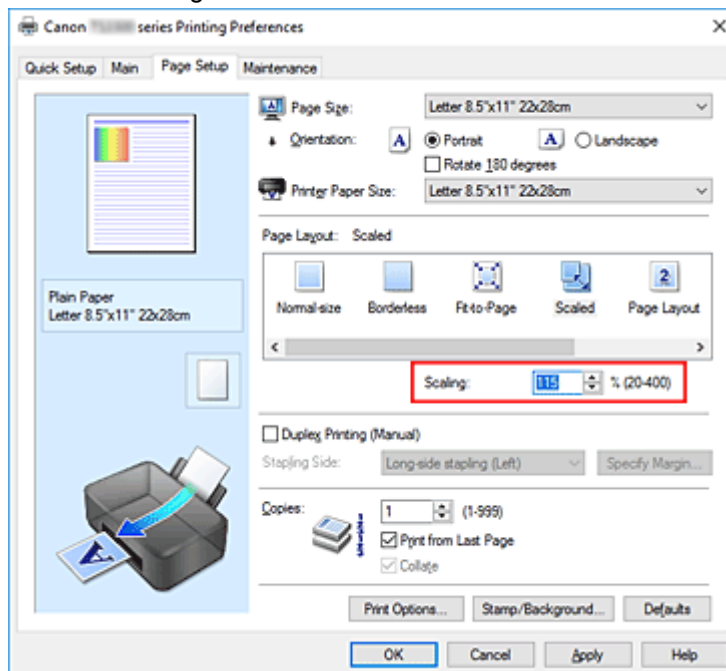 Canon series Printing Preferences
Quick Setup Main Page Setup Maintenance
Page Size: Letter 8.5"x11" 22x28cm
Orientation: A Portrait A Landscape
Rotate 180 degrees
Printer Paper Size: Letter 8.5"x11" 22x28cm
Page Layout: Scaled
Normal-size Borderless Fit-to-Page Scaled Page Layout
2
Plain Paper
Letter 8.5"x11" 22x28cm
Scaling: 115 % (20-400)
Duplex Printing (Manual)
Stapling Side: Long-side stapling (Left) Specify Margin...
Copies: 1 (1-999)
Print from Last Page
Collate
A
Print Options... Stamp/Background... Defaults
OK Cancel Apply Help